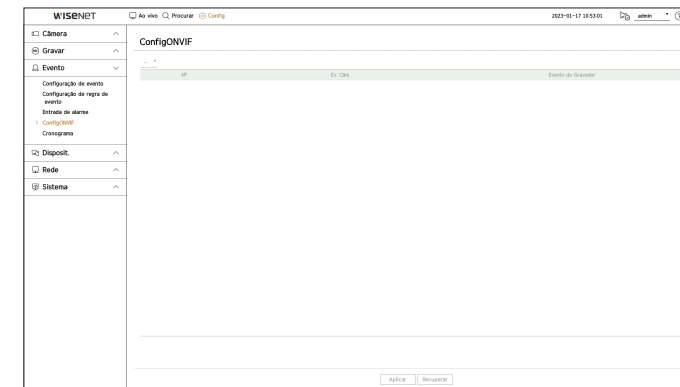 WISENET
Ao vivo Procurar Config
2023-01-17 10:53:01 admin
Câmera
Gravar
Evento
Configuração de evento
Configuração de regra de
evento
Entrada de alarme
ConfigONVIF
Cronograma
Disposit.
Rede
Sistema
ConfigONVIF
...
Nº Ev. Câm. Evento do Gravador
Aplicar Recuperar